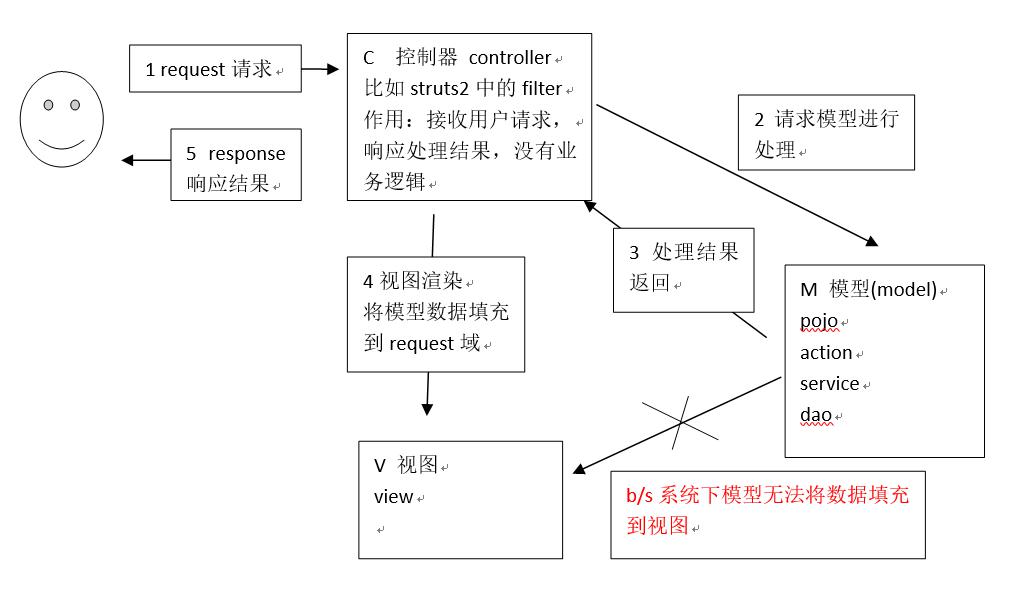 1 request 请求
C 控制器 controller
比如 struts2 中的 filter
作用：接收用户请求，
响应处理结果，没有业
务逻辑
2 请求模型进行
处理
5 response
响应结果
3 处理结果
返回
4 视图渲染
将模型数据填充
到 request 域
M 模型(model)
pojo
action
service
dao
V 视图
view
b/s 系统下模型无法将数据填充
到视图